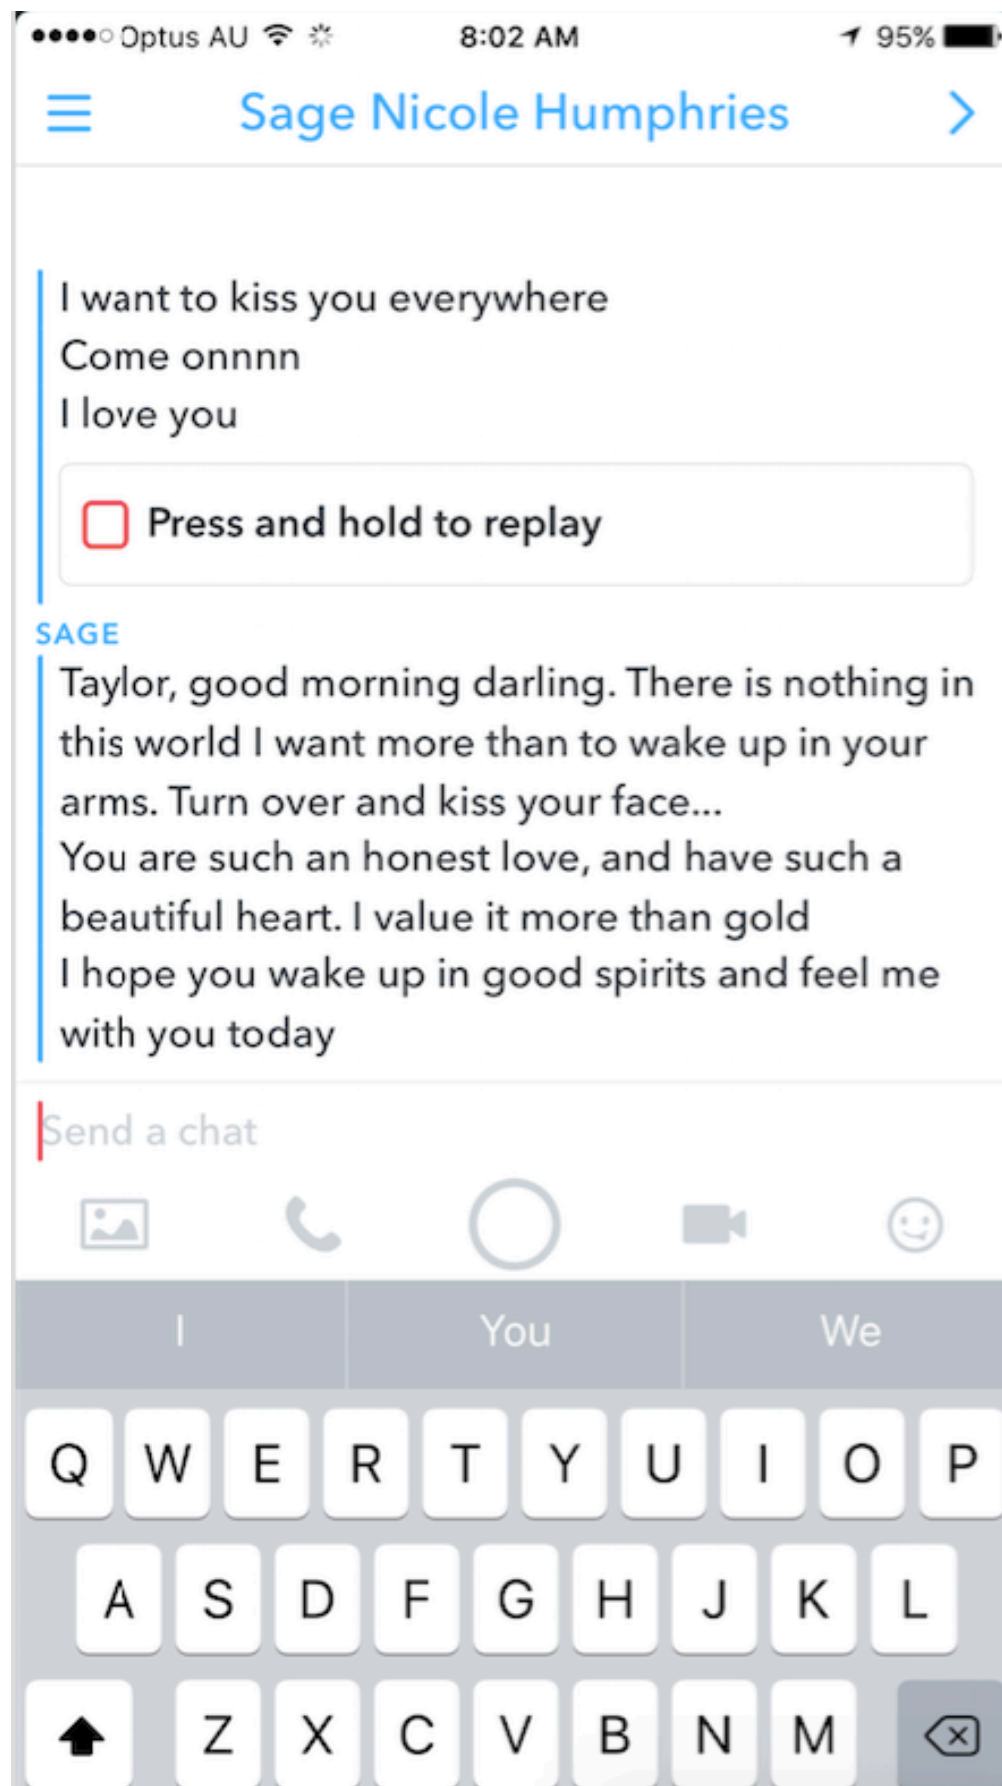 Optus AU
8:02 AM
95%
Sage Nicole Humphries
I want to kiss you everywhere
Come onnnn
I love you
Press and hold to replay
SAGE
Taylor, good morning darling. There is nothing in
this world I want more than to wake up in your
arms. Turn over and kiss your face...
You are such an honest love, and have such a
beautiful heart. I value it more than gold
I hope you wake up in good spirits and feel me
with you today
Send a chat
I You We
Q W E R T Y U I O P
A S D F G H J K L
Z X C V B N M